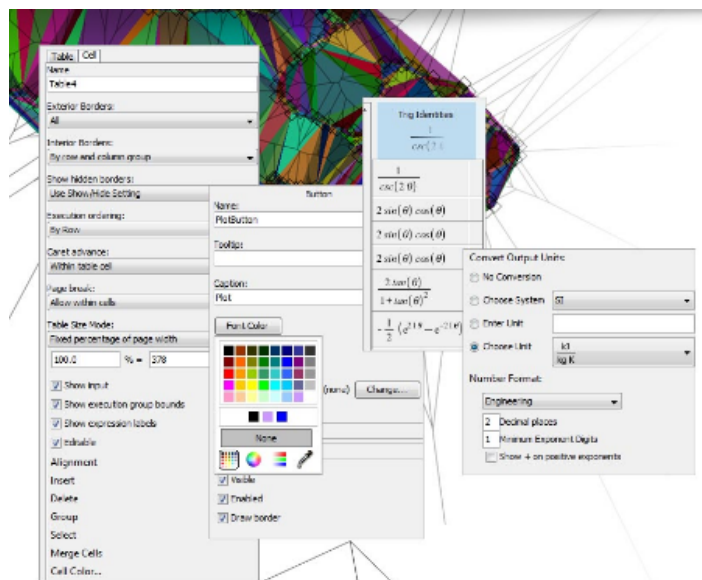 Table
Cell
Name
Table4
Exterior Borders:
All
Interior Borders:
By row and column group
Show hidden borders:
Use Show/Hide Setting
Execution ordering:
By Row
Caret advance:
Within table cell
Page break:
Allow within cells
Table Size Mode:
Fixed percentage of page width
100.0 % = 378
Show input
Show execution group bounds
Show expression labels
Editable
Alignment
Insert
Delete
Group
Select
Merge Cells
Cell Color...
Button
Name:
PlotButton
Tooltip:
Caption:
Plot
Font Color
(none) Change...
None
Visible
Enabled
Draw border
Trig Identities
1
csc(2 θ
1
csc(2 θ)
2 sin(θ) cos(θ)
2 sin(θ) cos(θ)
2 sin(θ) cos(θ)
2 tan(θ)
1 + tan(θ)²
Convert Output Units:
No Conversion
Choose System SI
Enter Unit
Choose Unit
kg K
Number Format:
Engineering
2 Decimal places
1 Minimum Exponent Digits
Show + on positive exponents